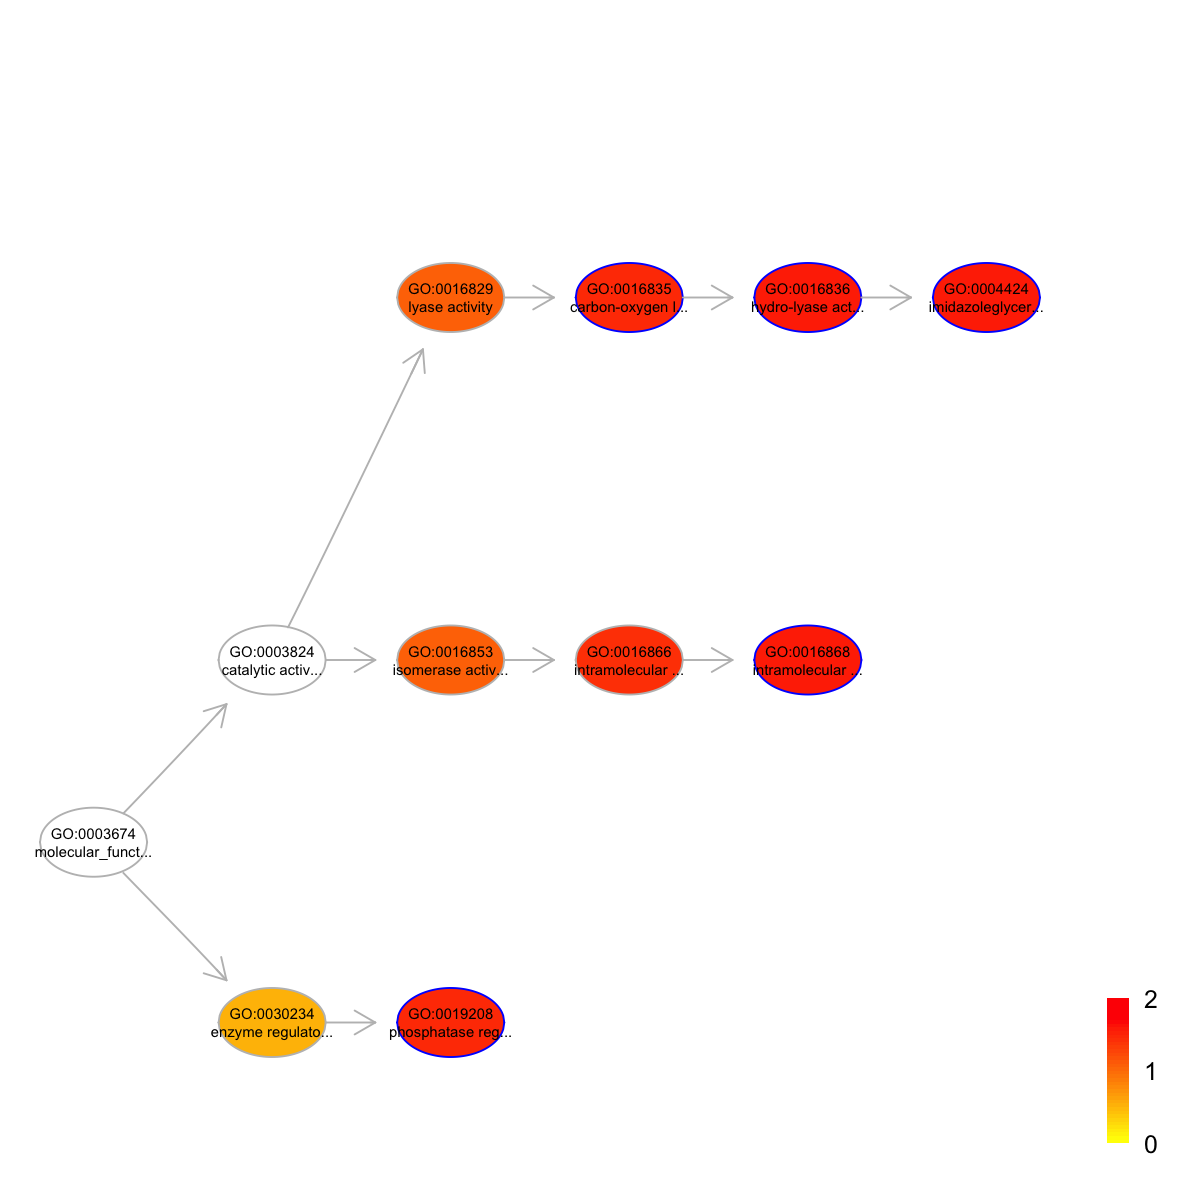 GO:0016829
lyase activity
GO:0016835
carbon-oxygen l...
GO:0016836
hydro-lyase act...
GO:0004424
imidazoleglycer...
GO:0003824
catalytic activ...
GO:0016853
isomerase activ...
GO:0016866
intramolecular ...
GO:0016868
intramolecular ...
GO:0003674
molecular_funct...
GO:0030234
enzyme regulato...
GO:0019208
phosphatase reg...
2
1
0